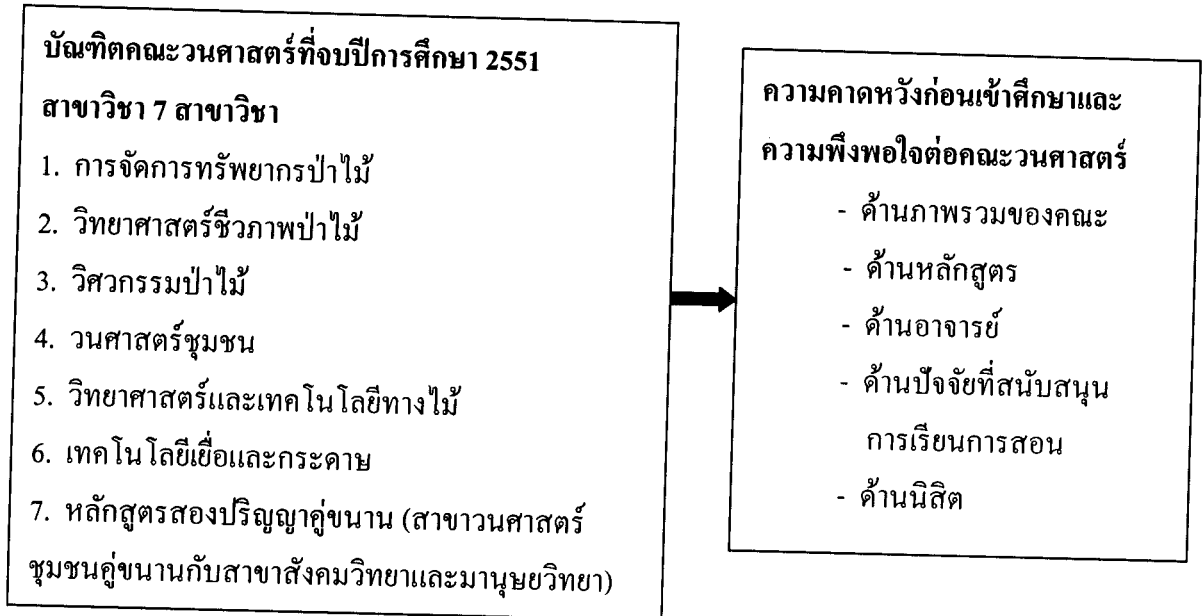 บัณฑิตคณะวนศาสตร์ที่จบปีการศึกษา 2551
สาขาวิชา 7 สาขาวิชา
1. การจัดการทรัพยากรป่าไม้
2. วิทยาศาสตร์ชีวภาพป่าไม้
3. วิศวกรรมป่าไม้
4. วนศาสตร์ชุมชน
5. วิทยาศาสตร์และเทคโนโลยีทางไม้
6. เทคโนโลยีเยื่อและกระดาษ
7. หลักสูตรสองปริญญาคู่ขนาน (สาขาวนศาสตร์
ชุมชนคู่ขนานกับสาขาสังคมวิทยาและมานุษยวิทยา)
ความคาดหวังก่อนเข้าศึกษาและ
ความพึงพอใจต่อคณะวนศาสตร์
- ด้านภาพรวมของคณะ
- ด้านหลักสูตร
- ด้านอาจารย์
- ด้านปัจจัยที่สนับสนุน
การเรียนการสอน
- ด้านนิสิต